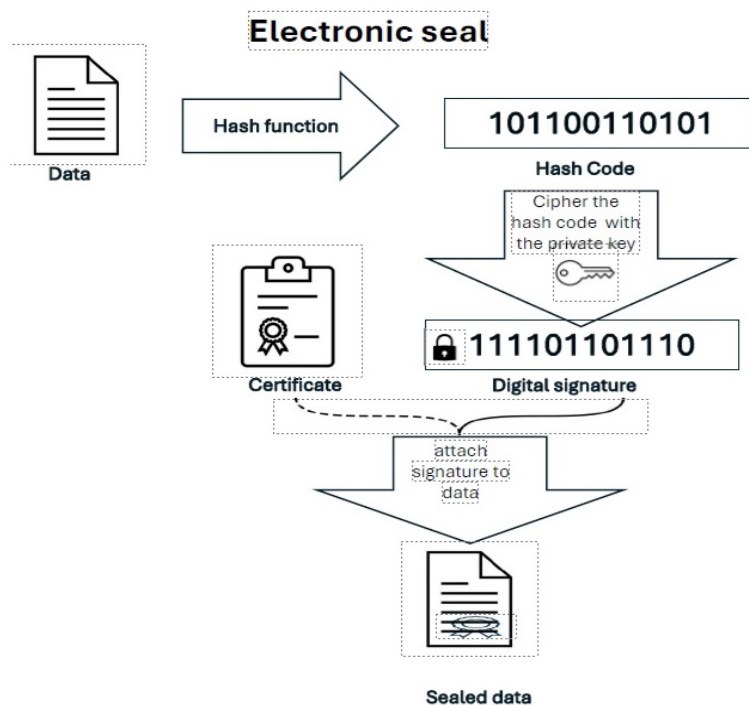 Electronic seal
Data
Hash function
101100110101
Hash Code
Cipher the
hash code with
the private key
Certificate
111101101110
Digital signature
attach
signature to
data
Sealed data